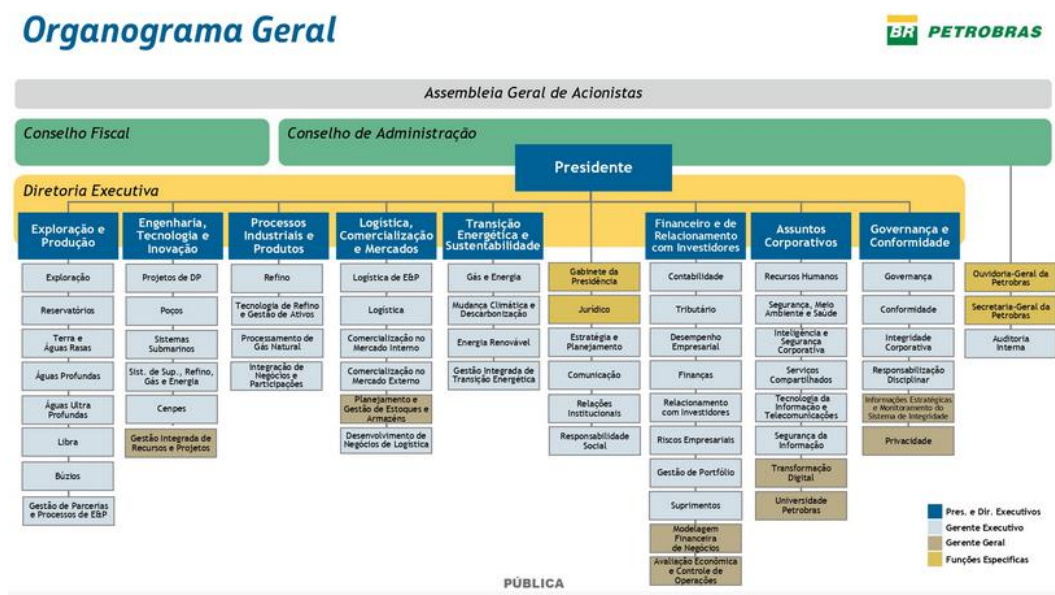 Organograma Geral
BR PETROBRAS
Assembleia Geral de Acionistas
Conselho Fiscal
Conselho de Administração
Presidente
Diretoria Executiva
Exploração e
Produção
Exploração
Reservatórios
Terra e
Águas Rasas
Águas Profundas
Águas Ultra
Profundas
Libra
Búzios
Gestão de Parcerias
e Processos de E&P
Engenharia,
Tecnologia e
Inovação
Projetos de DP
Poços
Sistemas
Submarinos
Sist. de Sup., Refino,
Gás e Energia
Cenpes
Gestão Integrada de
Recursos e Projetos
Processos
Industriais e
Produtos
Refino
Tecnologia de Refino
e Gestão de Ativos
Processamento de
Gás Natural
Integração de
Negócios e
Participações
Logística,
Comercialização
e Mercados
Logística de E&P
Logística
Comercialização no
Mercado Interno
Comercialização no
Mercado Externo
Planejamento e
Gestão de Estoques e
Armazéns
Desenvolvimento de
Negócios de Logística
Transição
Energética e
Sustentabilidade
Gás e Energia
Mudança Climática e
Descarbonização
Energia Renovável
Gestão Integrada de
Transição Energética
Gabinete da
Presidência
Jurídico
Estratégia e
Planejamento
Comunicação
Relações
Institucionais
Responsabilidade
Social
Financeiro e de
Relacionamento
com Investidores
Contabilidade
Tributário
Desempenho
Empresarial
Finanças
Relacionamento
com Investidores
Riscos Empresariais
Gestão de Portfólio
Suprimentos
Modelagem
Financeira
de Negócios
Avaliação Econômica
e Controle de
Operações
Assuntos
Corporativos
Recursos Humanos
Segurança, Meio
Ambiente e Saúde
Inteligência e
Segurança
Corporativa
Serviços
Compartilhados
Tecnologia da
Informação e
Telecomunicações
Segurança da
Informação
Transformação
Digital
Universidade
Petrobras
Governança e
Conformidade
Governança
Conformidade
Integridade
Corporativa
Responsabilização
Disciplinar
Informações Estratégicas
e Monitoramento do
Sistema de Integridade
Privacidade
Ouvidoria-Geral da
Petrobras
Secretaria-Geral da
Petrobras
Auditoria
Interna
Pres. e Dir. Executivos
Gerente Executivo
Gerente Geral
Funções Específicas
PÚBLICA